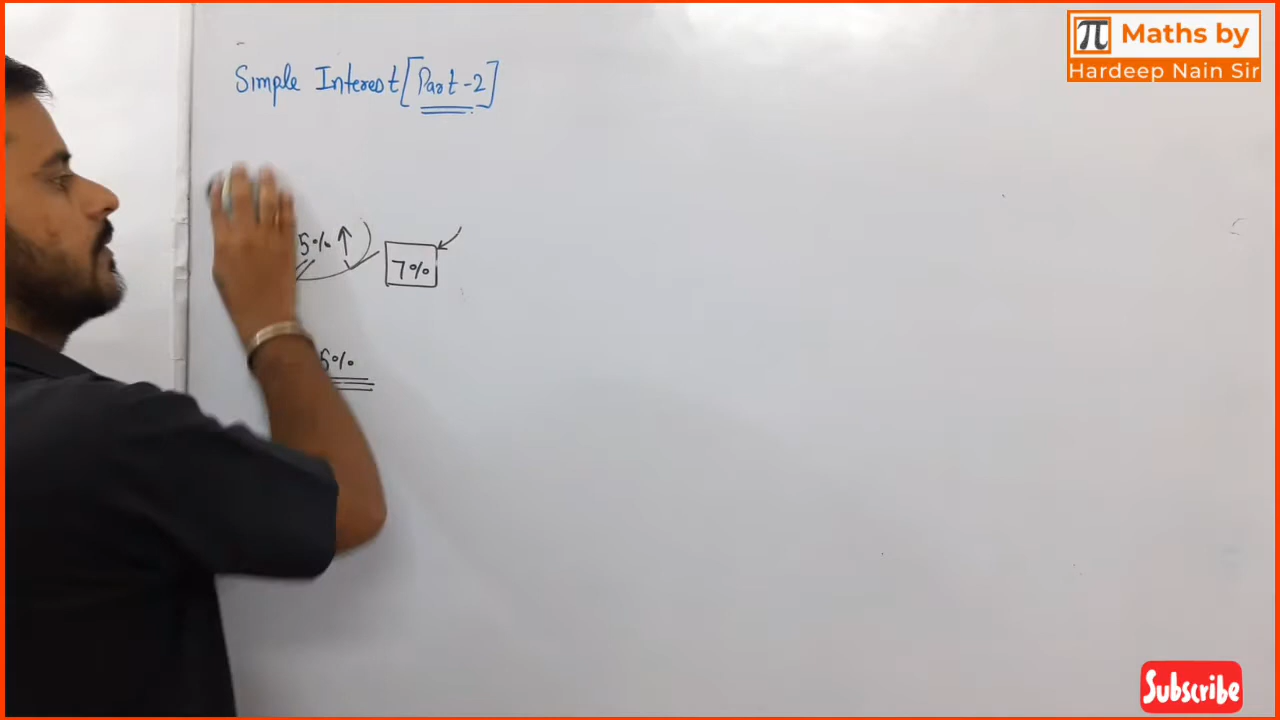 π Maths by
Hardeep Nain Sir
Simple Interest [Part-2]
5% ↑
7%
5%
Subscribe